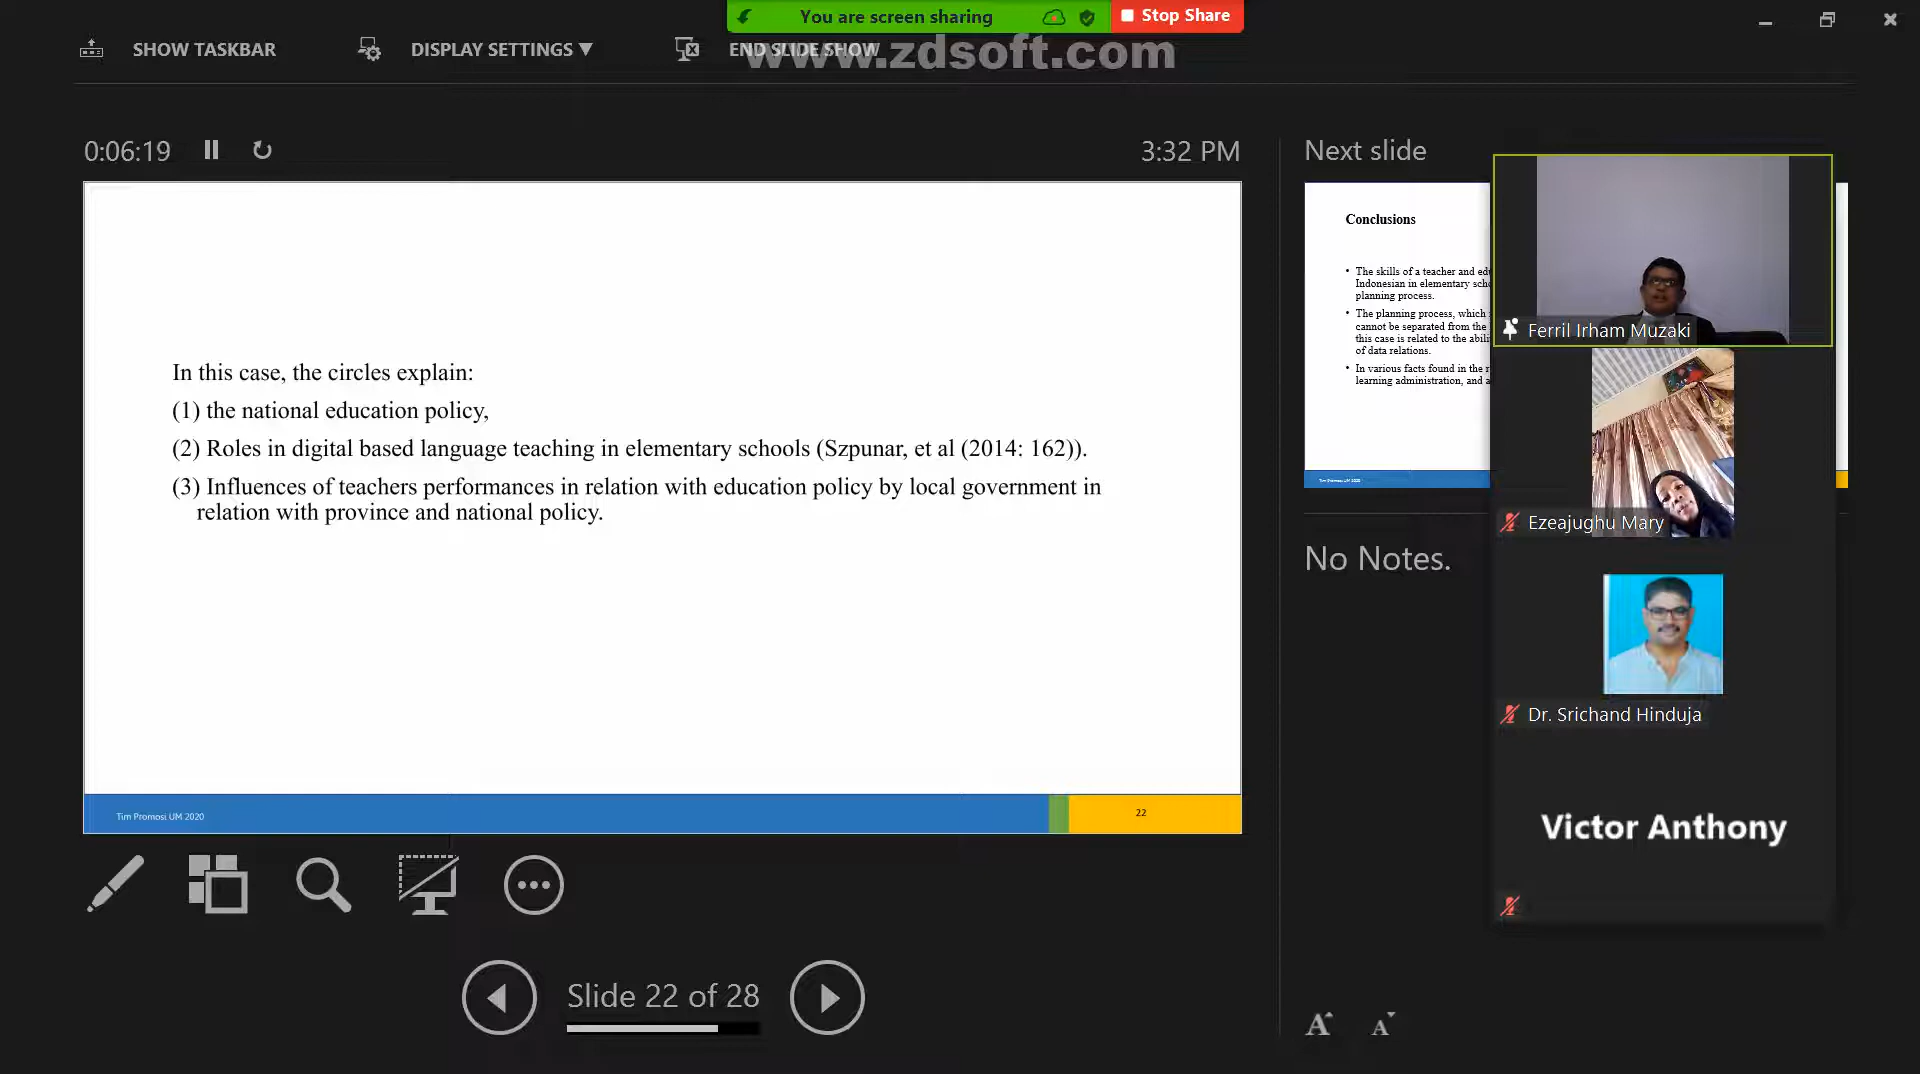 You are screen sharing
Stop Share
SHOW TASKBAR
DISPLAY SETTINGS ▼
END SLIDE SHOW
www.zdsoft.com
0:06:19
3:32 PM
In this case, the circles explain:
(1) the national education policy,
(2) Roles in digital based language teaching in elementary schools (Szpunar, et al (2014: 162)).
(3) Influences of teachers performances in relation with education policy by local government in
relation with province and national policy.
Tim Promosi UM 2020
22
Slide 22 of 28
Next slide
Conclusions
• The skills of a teacher and
Indonesian in elementary
planning process.
• The planning process, which
cannot be separated from the
this case is related to the
of data relations.
• In various facts found in the
learning administration, and
Tim Promosi UM 2020
No Notes.
Ferril Irham Muzaki
Ezeajughu Mary
Dr. Srichand Hinduja
Victor Anthony
A
A